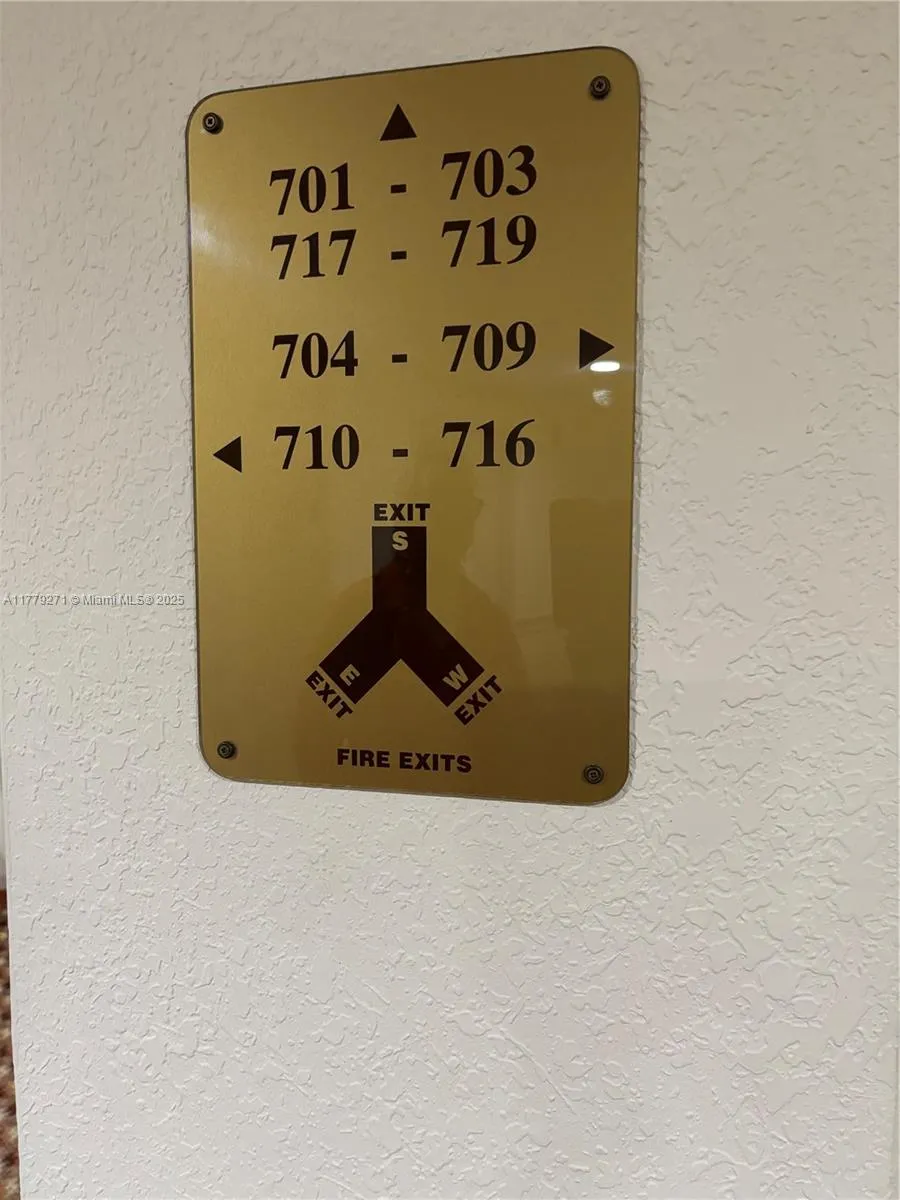 701 - 703
717 - 719
704 - 709
710 - 716
EXIT
S
E
W
EXIT
EXIT
FIRE EXITS
A11779271 © Miami MLS® 2025